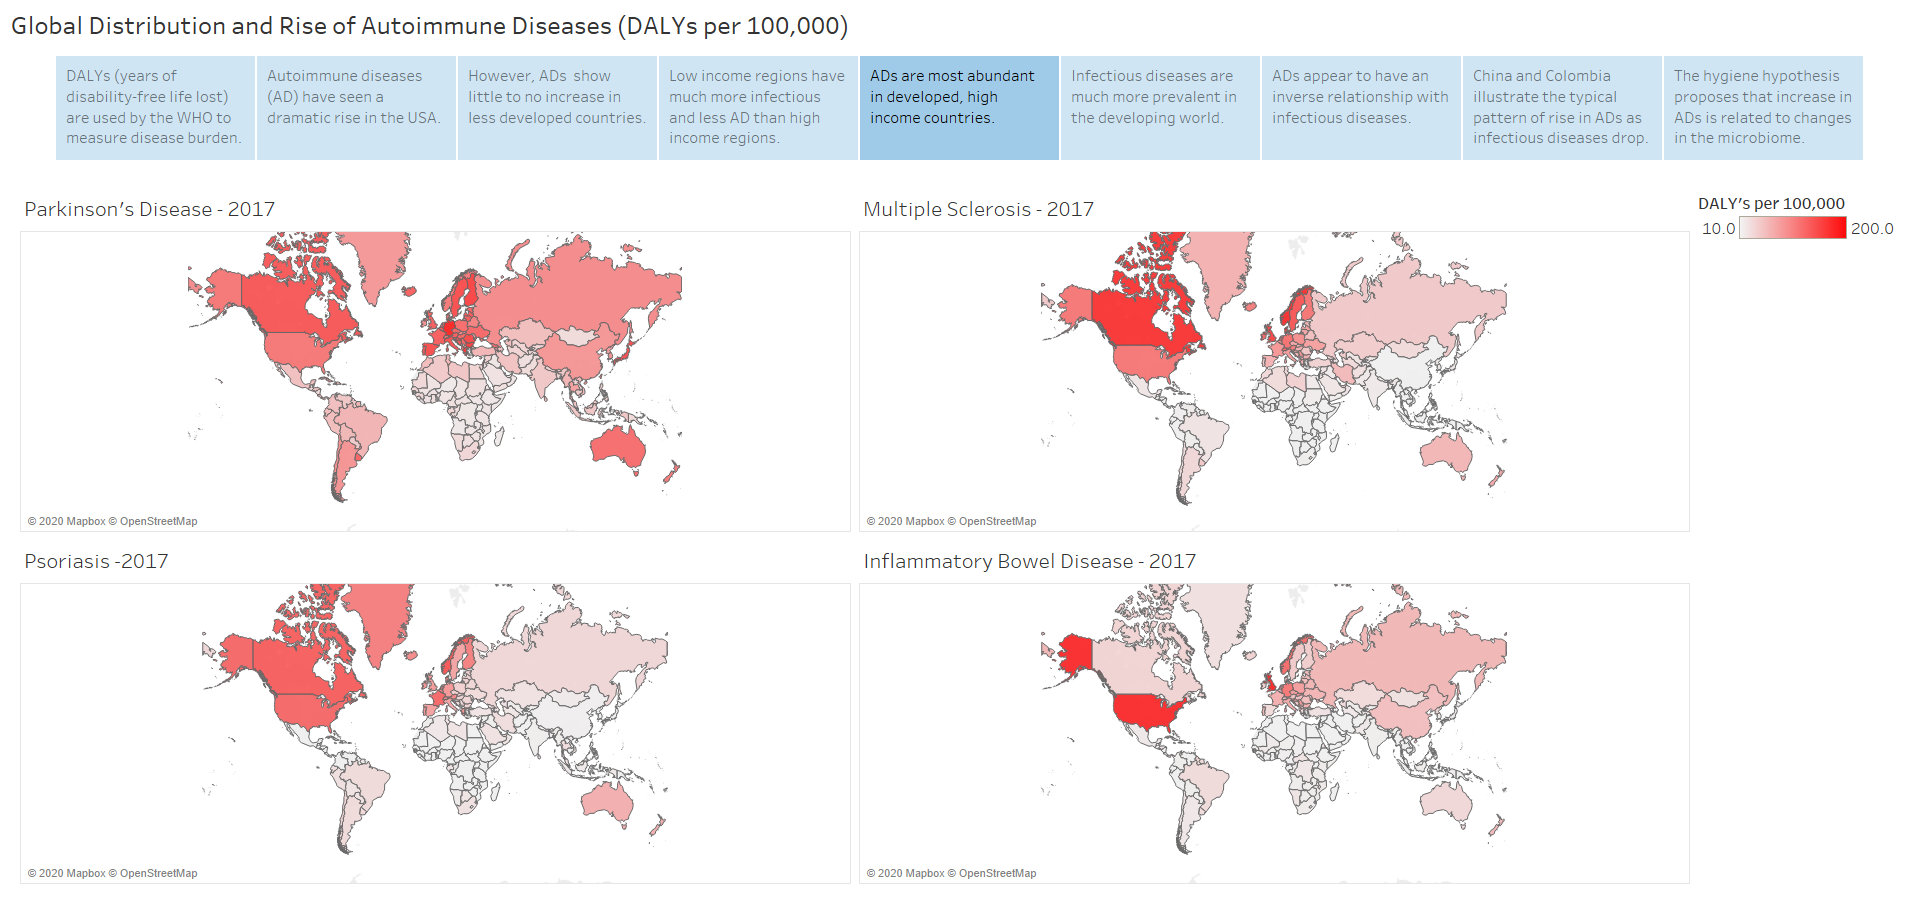 Global Distribution and Rise of Autoimmune Diseases (DALYs per 100,000)
DALYs (years of
disability-free life lost)
are used by the WHO to
measure disease burden.
Autoimmune diseases
(AD) have seen a
dramatic rise in the USA.
However, ADs show
little to no increase in
less developed countries.
Low income regions have
much more infectious
and less AD than high
income regions.
ADs are most abundant
in developed, high
income countries.
Infectious diseases are
much more prevalent in
the developing world.
ADs appear to have an
inverse relationship with
infectious diseases.
China and Colombia
illustrate the typical
pattern of rise in ADs as
infectious diseases drop.
The hygiene hypothesis
proposes that increase in
ADs is related to changes
in the microbiome.
Parkinson's Disease - 2017
© 2020 Mapbox © OpenStreetMap
Multiple Sclerosis - 2017
© 2020 Mapbox © OpenStreetMap
DALY's per 100,000
10.0 200.0
Psoriasis -2017
© 2020 Mapbox © OpenStreetMap
Inflammatory Bowel Disease - 2017
© 2020 Mapbox © OpenStreetMap